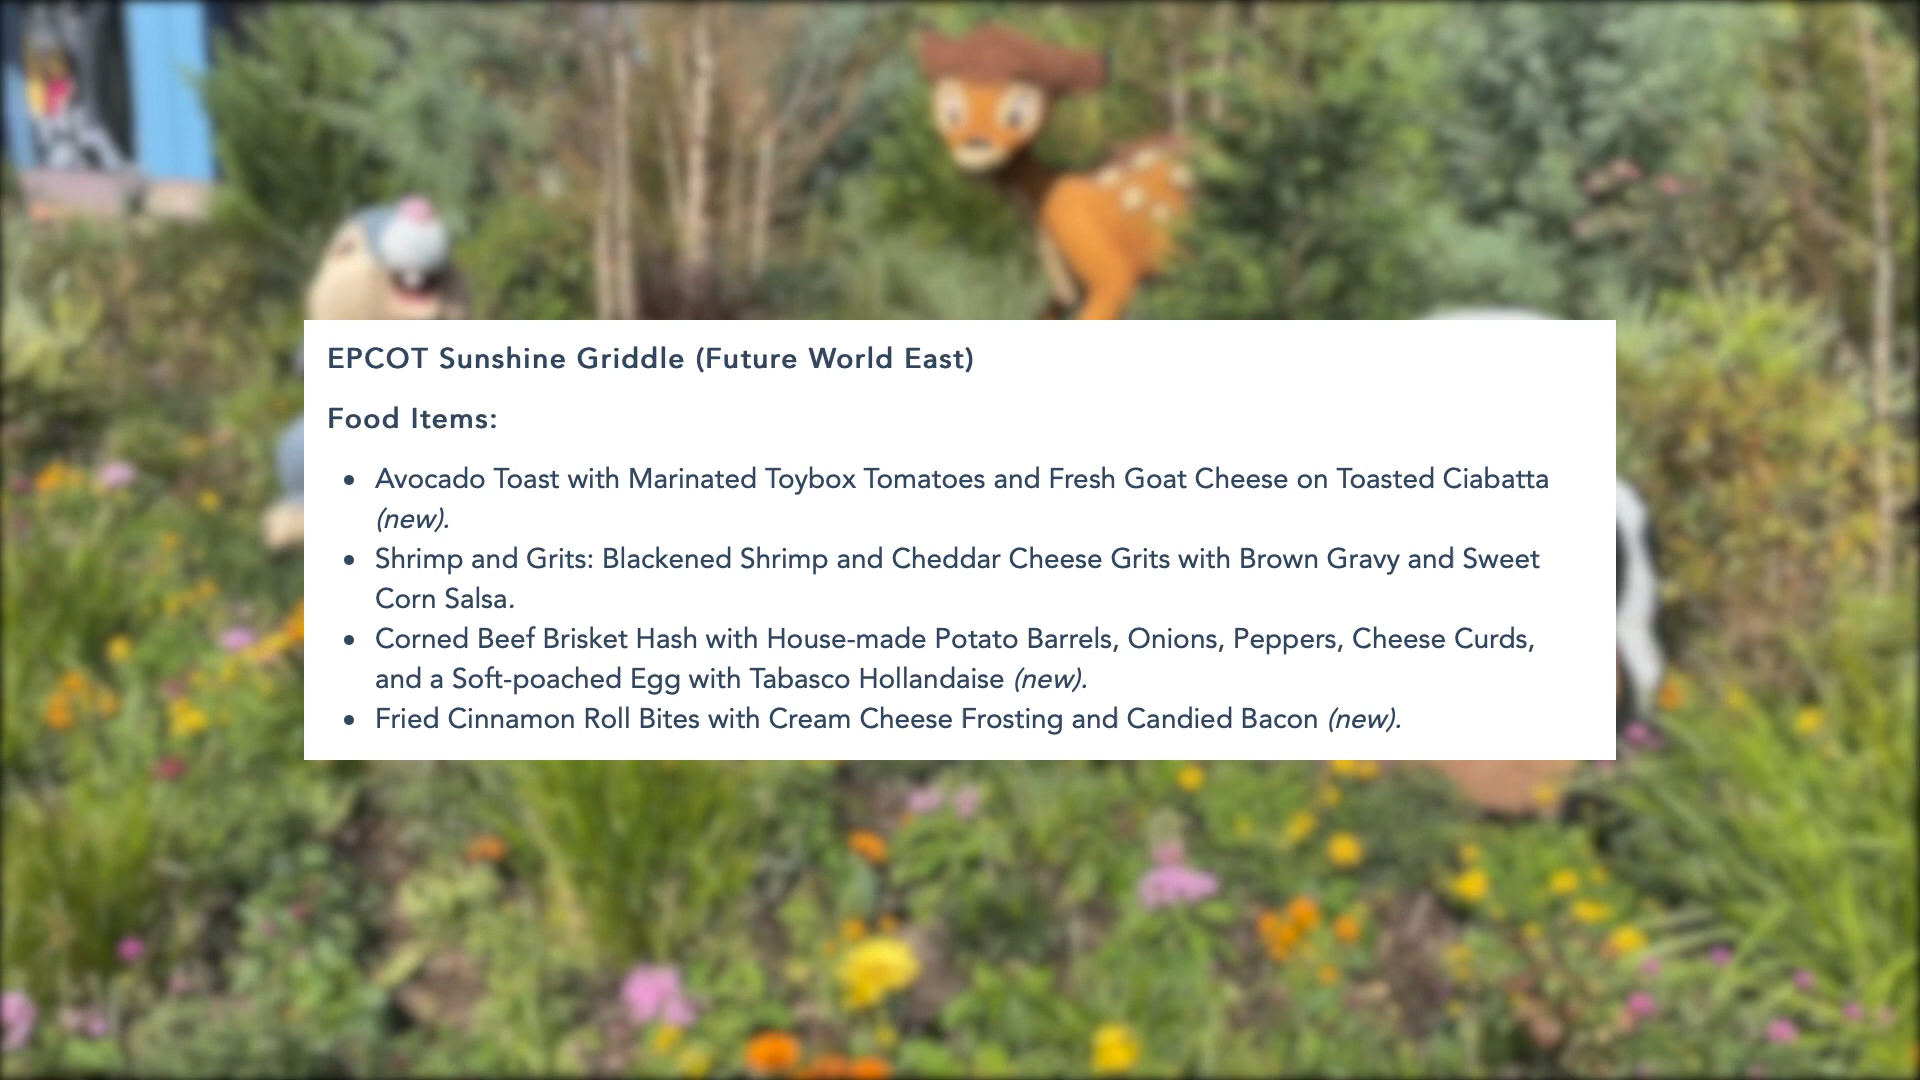 EPCOT Sunshine Griddle (Future World East)
Food Items:
• Avocado Toast with Marinated Toybox Tomatoes and Fresh Goat Cheese on Toasted Ciabatta
(new).
• Shrimp and Grits: Blackened Shrimp and Cheddar Cheese Grits with Brown Gravy and Sweet
Corn Salsa.
• Corned Beef Brisket Hash with House-made Potato Barrels, Onions, Peppers, Cheese Curds,
and a Soft-poached Egg with Tabasco Hollandaise (new).
• Fried Cinnamon Roll Bites with Cream Cheese Frosting and Candied Bacon (new).